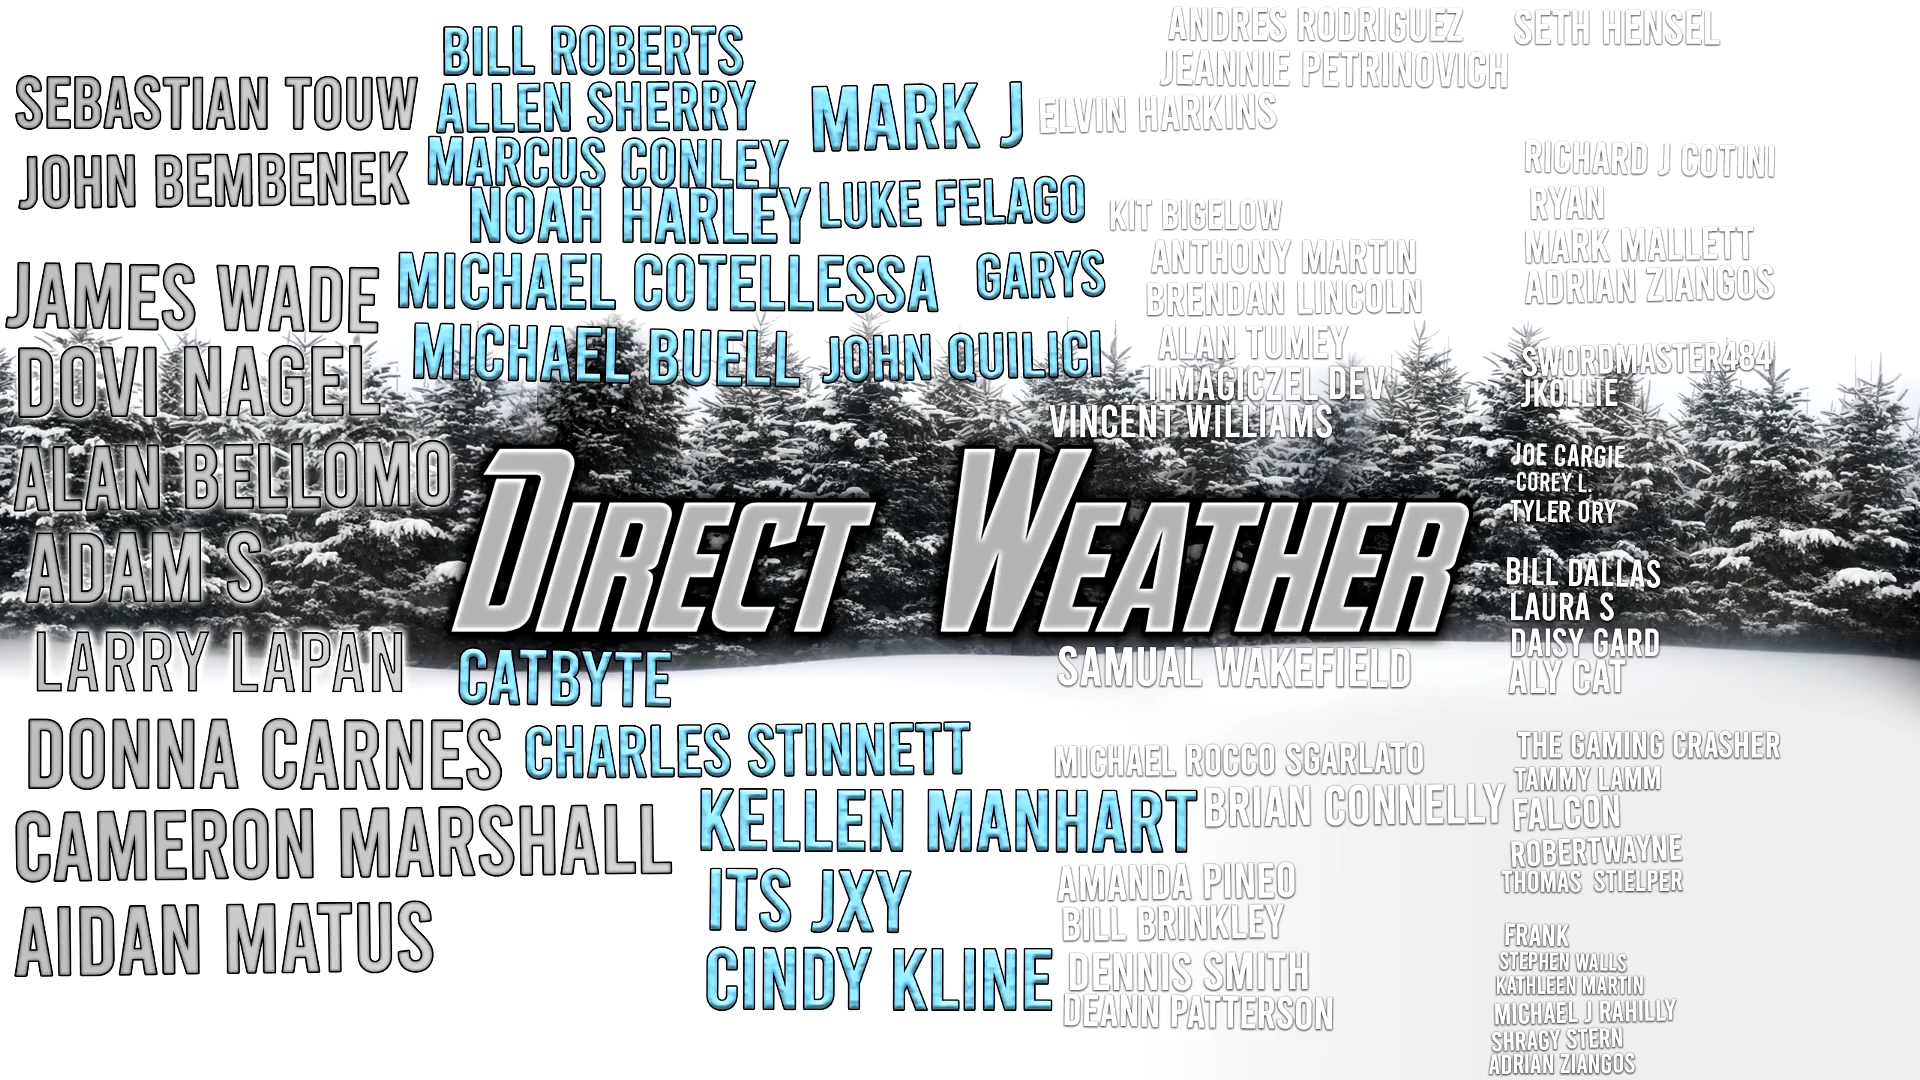 SEBASTIAN TOUW
JOHN BEMBENEK
JAMES WADE
DOVI NAGEL
ALAN BELLOMO
ADAM S
LARRY LAPAN
DONNA CARNES
CAMERON MARSHALL
AIDAN MATUS
BILL ROBERTS
ALLEN SHERRY
MARCUS CONLEY
NOAH HARLEY
MICHAEL COTELLESSA
MICHAEL BUELL
MARK J
LUKE FELAGO
GARYS
JOHN QUILICI
DIRECT WEATHER
CATBYTE
CHARLES STINNETT
KELLEN MANHART
ITS JXY
CINDY KLINE
ANDRES RODRIGUEZ
JEANNIE PETRINOVICH
ELVIN HARKINS
KIT BIGELOW
ANTHONY MARTIN
BRENDAN LINCOLN
ALAN TUMEY
IIMAGICZEL DEV
VINCENT WILLIAMS
SAMUAL WAKEFIELD
MICHAEL ROCCO SGARLATO
BRIAN CONNELLY
AMANDA PINEO
BILL BRINKLEY
DENNIS SMITH
DEANN PATTERSON
SETH HENSEL
RICHARD J COTINI
RYAN
MARK MALLETT
ADRIAN ZIANGOS
SWORDMASTER484
JKOLLIE
JOE CARGIE
COREY L.
TYLER ORY
BILL DALLAS
LAURA S
DAISY GARD
ALY CAT
THE GAMING CRASHER
TAMMY LAMM
FALCON
ROBERTWAYNE
THOMAS STIELPER
FRANK
STEPHEN WALLS
KATHLEEN MARTIN
MICHAEL J RAHILLY
SHRAGY STERN
ADRIAN ZIANGOS